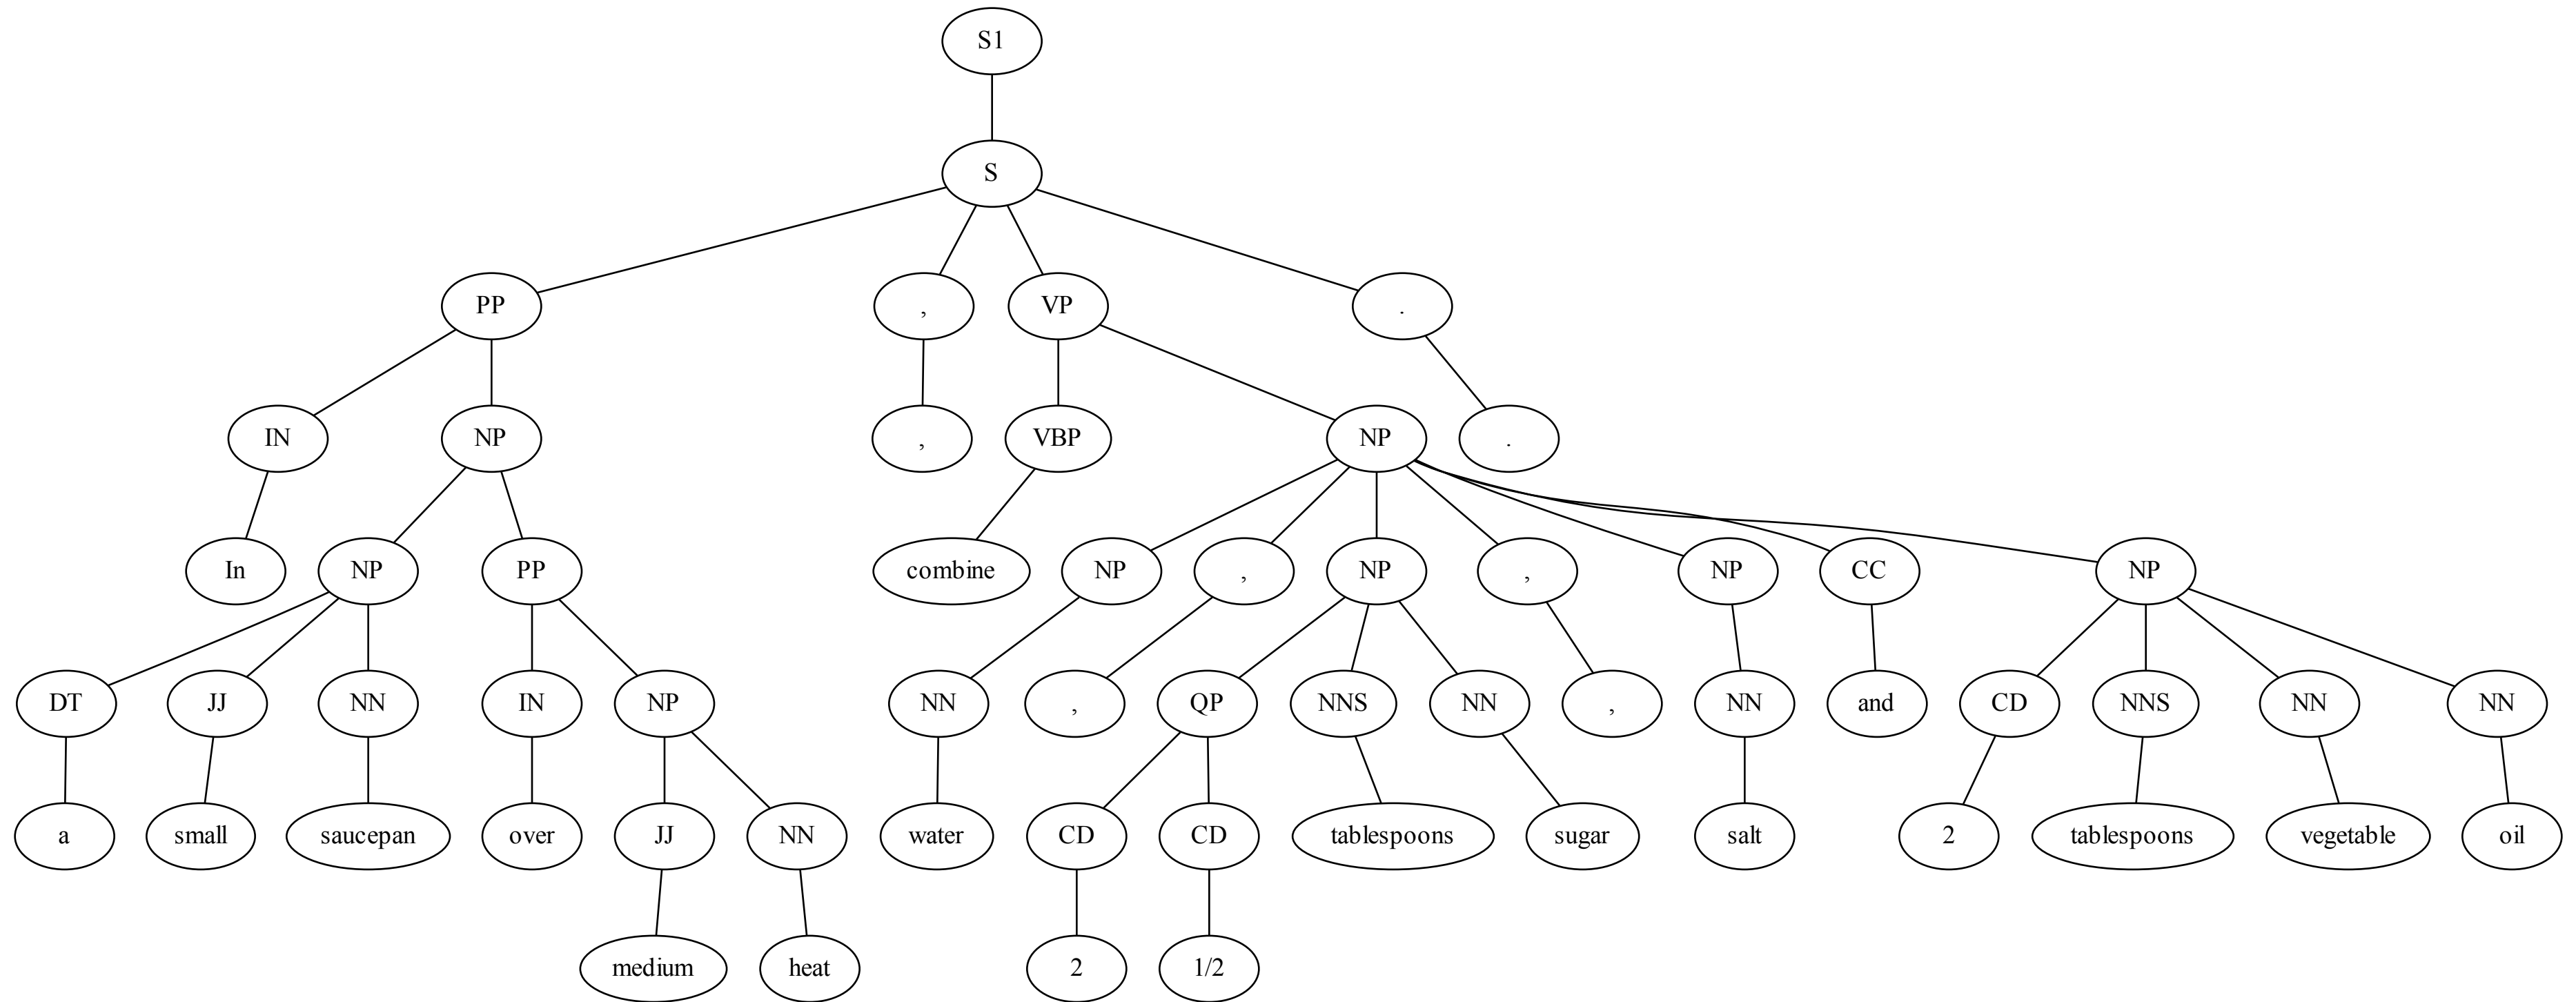 S1
S
PP , VP .
IN NP , VBP NP .
In NP PP combine NP , NP , NP CC NP
DT JJ NN IN NP NN , QP NNS NN , NN and CD NNS NN NN
a small saucepan over JJ NN water CD CD tablespoons sugar salt 2 tablespoons vegetable oil
medium heat 2 1/2